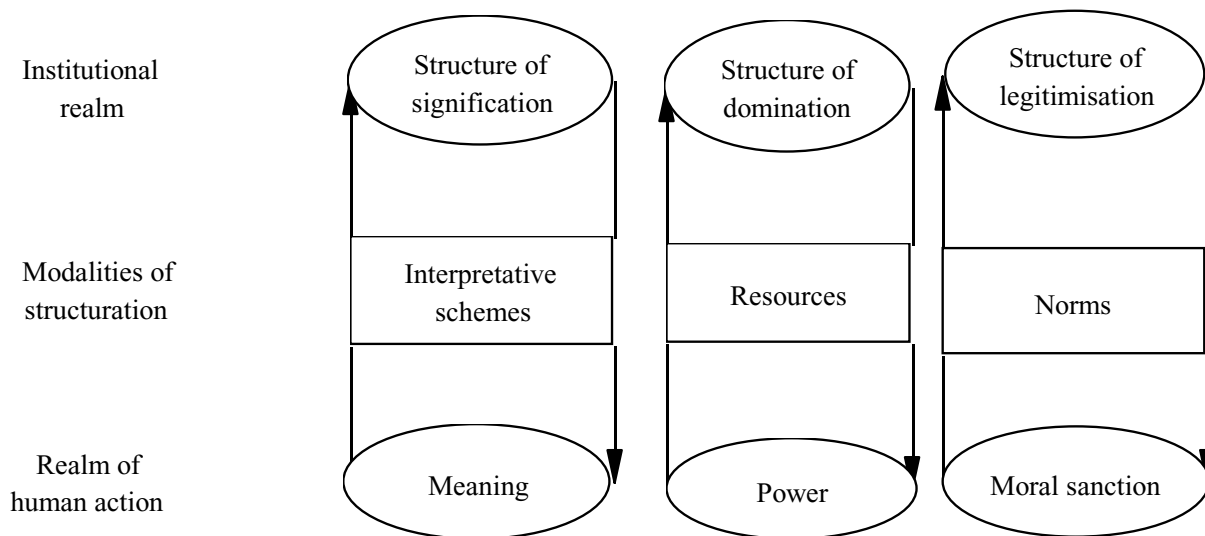 Institutional
realm
Structure of
signification
Structure of
domination
Structure of
legitimisation
Modalities of
structuration
Interpretative
schemes
Resources
Norms
Realm of
human action
Meaning
Power
Moral sanction